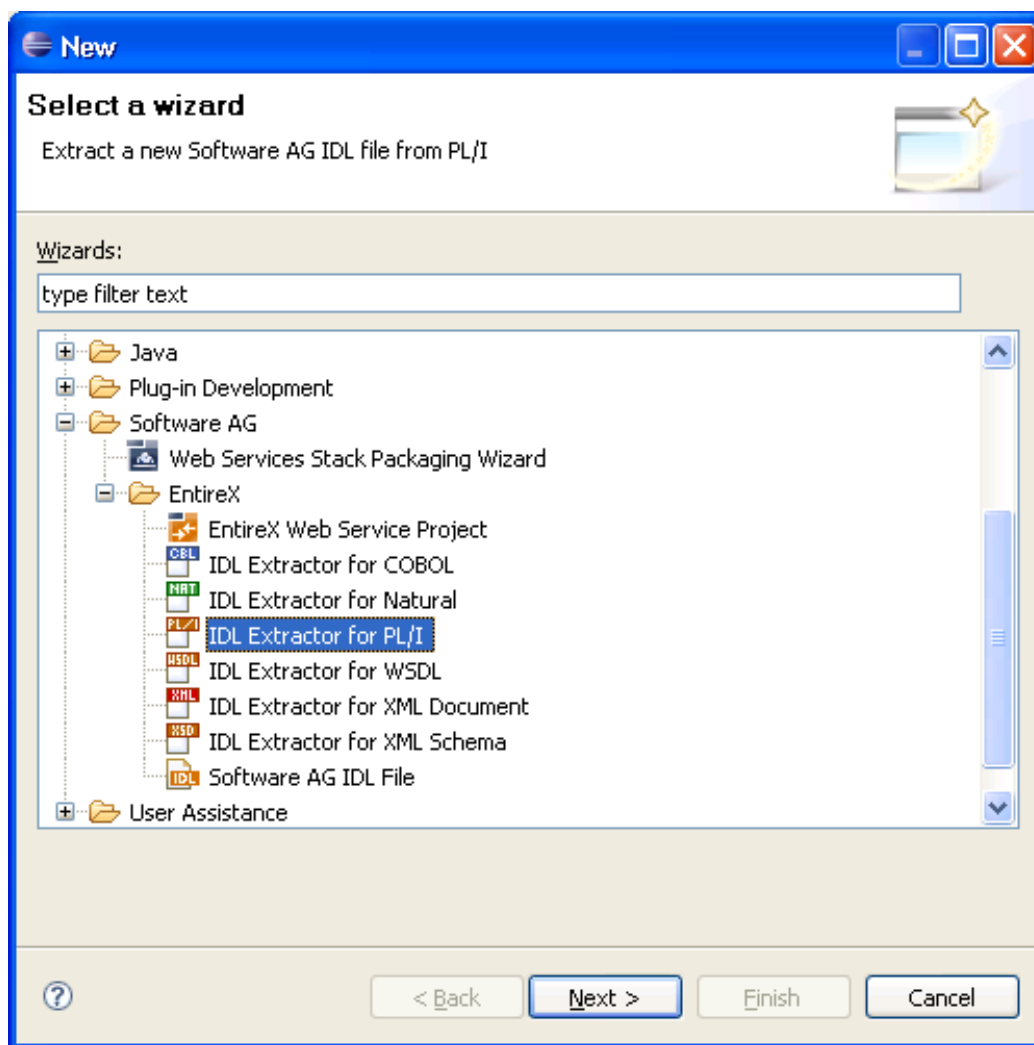 New
Select a wizard
Extract a new Software AG IDL file from PL/I
Wizards:
type filter text
Java
Plug-in Development
Software AG
Web Services Stack Packaging Wizard
EntireX
EntireX Web Service Project
CBL IDL Extractor for COBOL
NAT IDL Extractor for Natural
PL/I IDL Extractor for PL/I
WSDL IDL Extractor for WSDL
XML IDL Extractor for XML Document
XSD IDL Extractor for XML Schema
IDL Software AG IDL File
User Assistance
? < Back Next > Finish Cancel